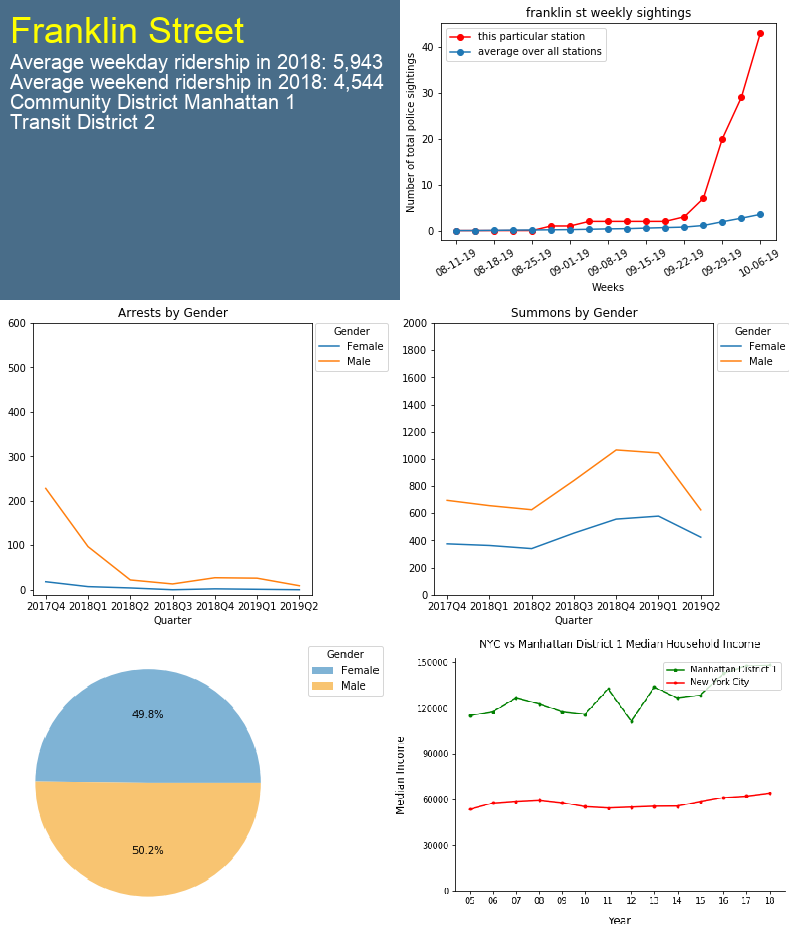 Franklin Street
Average weekday ridership in 2018: 5,943
Average weekend ridership in 2018: 4,544
Community District Manhattan 1
Transit District 2
franklin st weekly sightings
this particular station
average over all stations
Number of total police sightings
40
30
20
10
0
08-11-19 08-18-19 08-25-19 09-01-19 09-08-19 09-15-19 09-22-19 09-29-19 10-06-19
Weeks
Arrests by Gender
Gender
Female
Male
600
500
400
300
200
100
0
2017Q4 2018Q1 2018Q2 2018Q3 2018Q4 2019Q1 2019Q2
Quarter
Summons by Gender
Gender
Female
Male
2000
1800
1600
1400
1200
1000
800
600
400
200
0
2017Q4 2018Q1 2018Q2 2018Q3 2018Q4 2019Q1 2019Q2
Quarter
Gender
Female
Male
49.8%
50.2%
NYC vs Manhattan District 1 Median Household Income
Manhattan District 1
New York City
Median Income
150000
120000
90000
60000
30000
0
05 06 07 08 09 10 11 12 13 14 15 16 17 18
Year